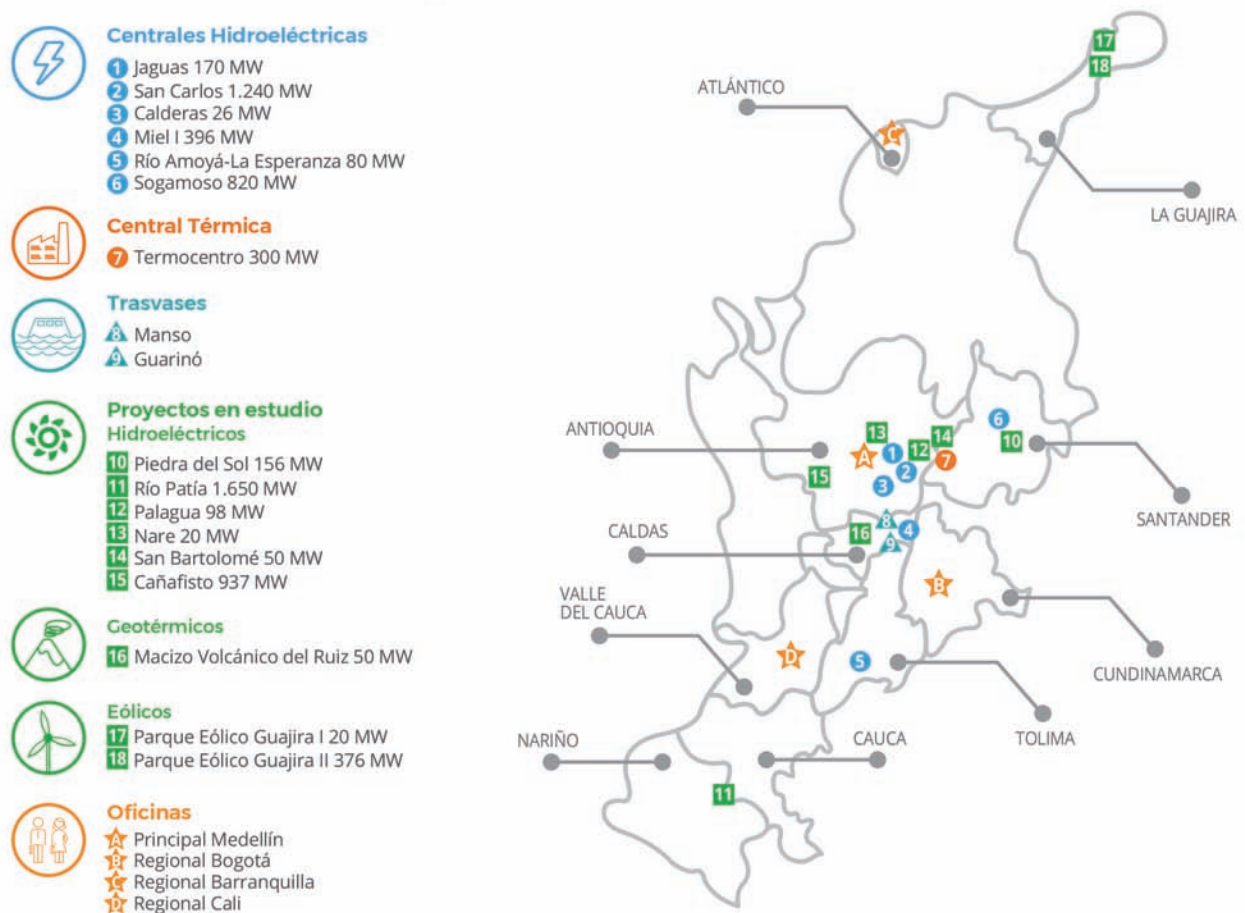 Centrales Hidroeléctricas
1 Jaguas 170 MW
2 San Carlos 1.240 MW
3 Calderas 26 MW
4 Miel I 396 MW
5 Río Amoyá-La Esperanza 80 MW
6 Sogamoso 820 MW
Central Térmica
7 Termocentro 300 MW
Trasvases
8 Manso
9 Guarinó
Proyectos en estudio
Hidroeléctricos
10 Piedra del Sol 156 MW
11 Río Patía 1.650 MW
12 Palagua 98 MW
13 Nare 20 MW
14 San Bartolomé 50 MW
15 Cañafisto 937 MW
Geotérmicos
16 Macizo Volcánico del Ruiz 50 MW
Eólicos
17 Parque Eólico Guajira I 20 MW
18 Parque Eólico Guajira II 376 MW
Oficinas
A Principal Medellín
B Regional Bogotá
C Regional Barranquilla
D Regional Cali
17
18
ATLÁNTICO
C
LA GUAJIRA
ANTIOQUIA
13
14
6
10
A
1
12
7
2
15
3
SANTANDER
CALDAS
8
16
4
9
VALLE
DEL CAUCA
B
D
5
CUNDINAMARCA
NARIÑO
CAUCA
TOLIMA
11